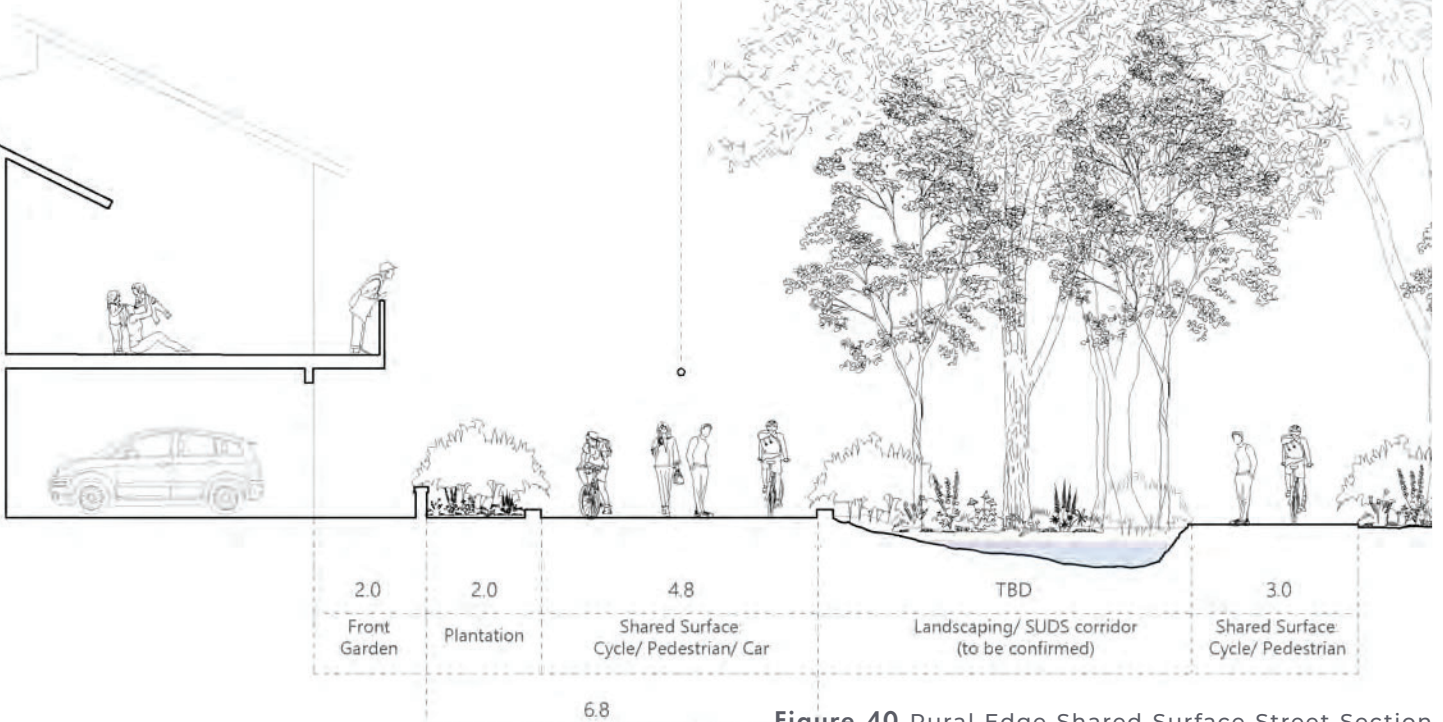 2.0
2.0
4.8
TBD
3.0
Front
Garden
Plantation
Shared Surface:
Cycle/ Pedestrian/ Car
Landscaping/ SUDS corridor
(to be confirmed)
Shared Surface:
Cycle/ Pedestrian
6.8
Figure 40 Rural Edge Shared Surface Street Section